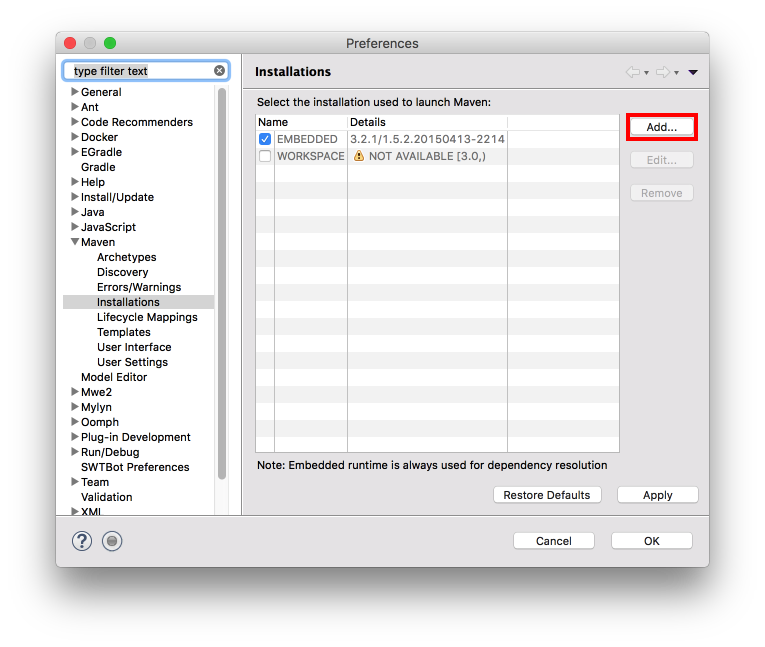 Preferences
type filter text
General
Ant
Code Recommenders
Docker
EGradle
Gradle
Help
Install/Update
Java
JavaScript
Maven
Archetypes
Discovery
Errors/Warnings
Installations
Lifecycle Mappings
Templates
User Interface
User Settings
Model Editor
Mwe2
Mylyn
Oomph
Plug-in Development
Run/Debug
SWTBot Preferences
Team
Validation
XML
Installations
Select the installation used to launch Maven:
Name Details
EMBEDDED 3.2.1/1.5.2.20150413-2214
WORKSPACE NOT AVAILABLE [3.0,)
Add...
Edit...
Remove
Note: Embedded runtime is always used for dependency resolution
Restore Defaults Apply
? Cancel OK